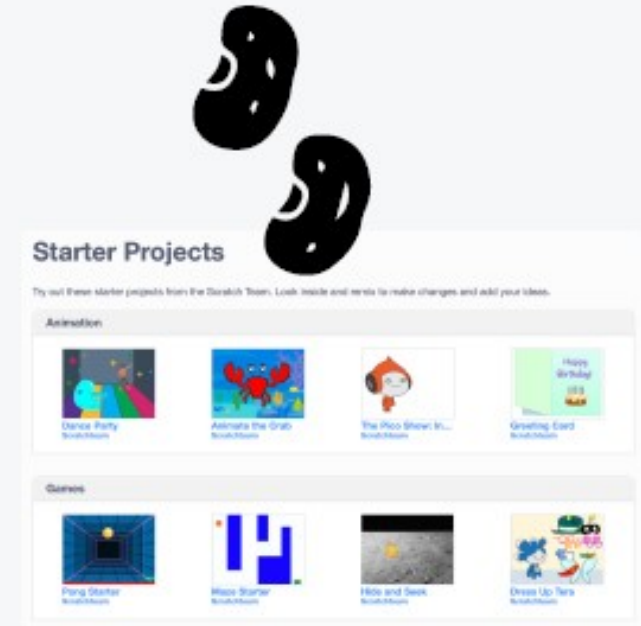 Starter Projects
Try out these starter projects from the Scratch Team. Look inside and remix to make changes and add your ideas.
Animation
Dance Party
Scratchteam
Animate the Crab
Scratchteam
The Pico Show: In...
Scratchteam
Happy
Birthday!
Greeting Card
Scratchteam
Games
Pong Starter
Scratchteam
Maze Starter
Scratchteam
Hide and Seek
Scratchteam
Dress Up Tera
Scratchteam